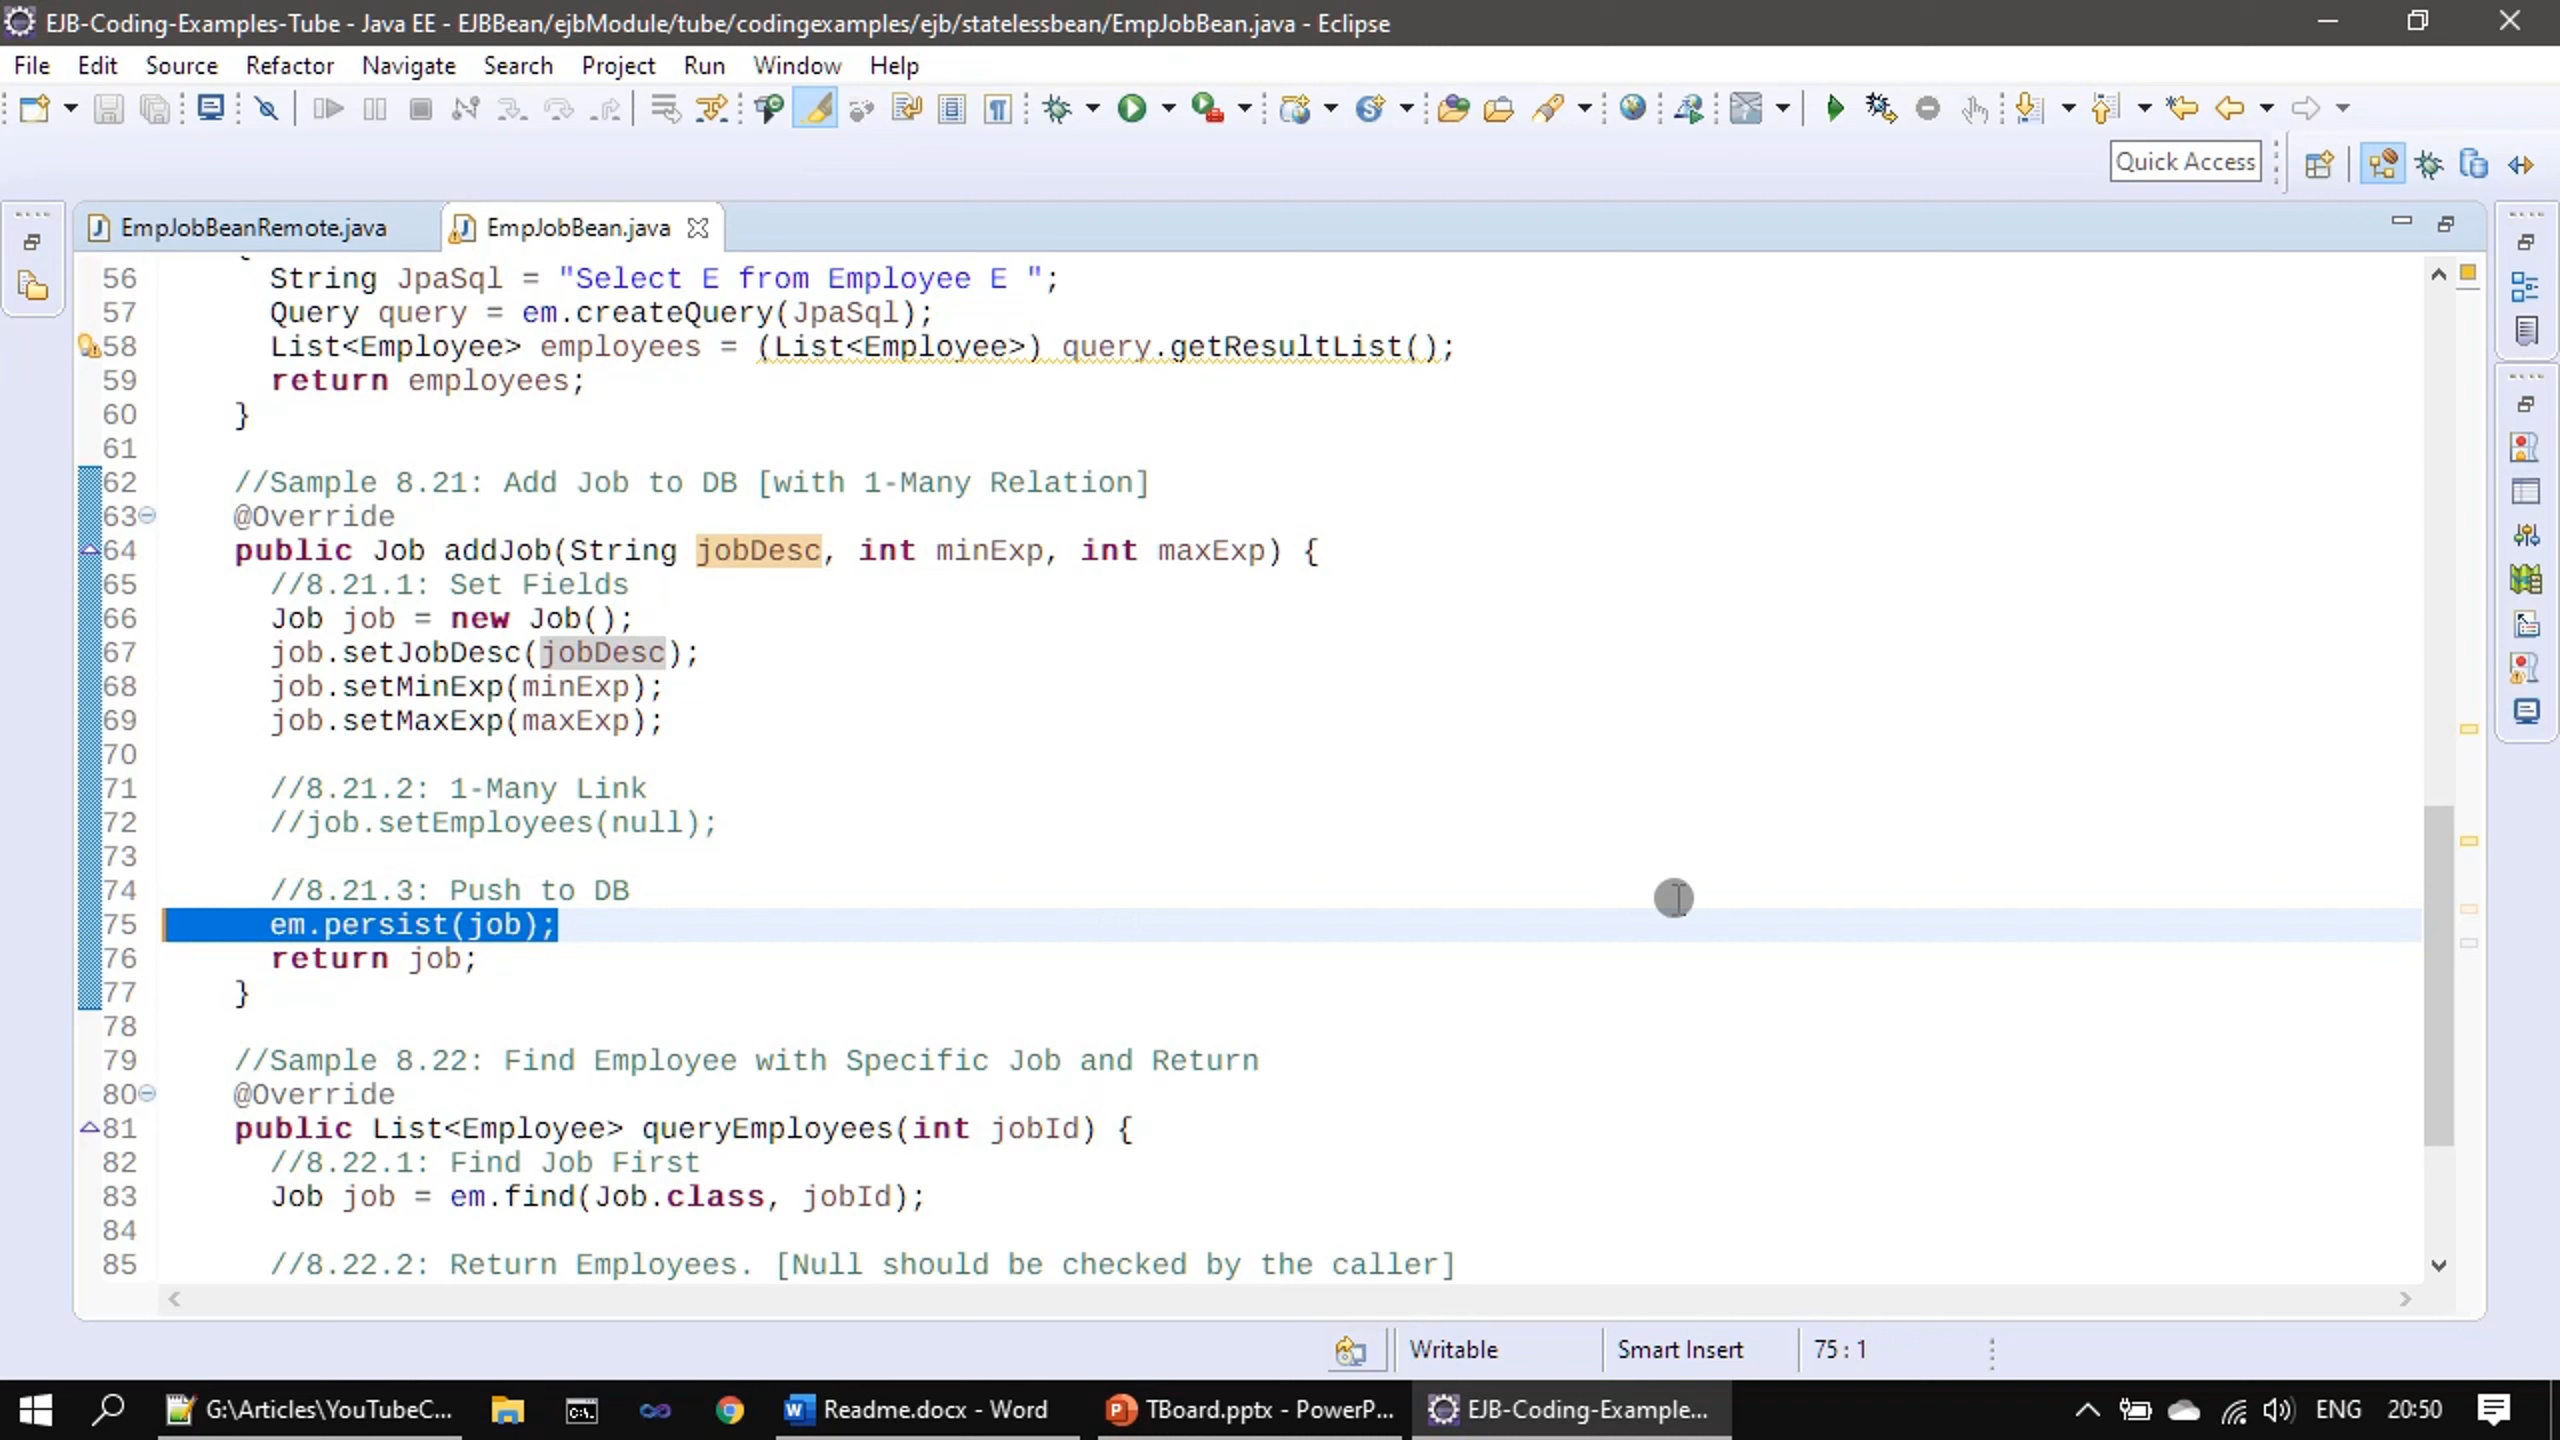 EJB-Coding-Examples-Tube - Java EE - EJBBean/ejbModule/tube/codingexamples/ejb/statelessbean/EmpJobBean.java - Eclipse
File Edit Source Refactor Navigate Search Project Run Window Help
Quick Access
EmpJobBeanRemote.java EmpJobBean.java
56 String JpaSql = "Select E from Employee E ";
57 Query query = em.createQuery(JpaSql);
58 List<Employee> employees = (List<Employee>) query.getResultList();
59 return employees;
60 }
61
62 //Sample 8.21: Add Job to DB [with 1-Many Relation]
63 @Override
64 public Job addJob(String jobDesc, int minExp, int maxExp) {
65 //8.21.1: Set Fields
66 Job job = new Job();
67 job.setJobDesc(jobDesc);
68 job.setMinExp(minExp);
69 job.setMaxExp(maxExp);
70
71 //8.21.2: 1-Many Link
72 //job.setEmployees(null);
73
74 //8.21.3: Push to DB
75 em.persist(job);
76 return job;
77 }
78
79 //Sample 8.22: Find Employee with Specific Job and Return
80 @Override
81 public List<Employee> queryEmployees(int jobId) {
82 //8.22.1: Find Job First
83 Job job = em.find(Job.class, jobId);
84
85 //8.22.2: Return Employees. [Null should be checked by the caller]
Writable Smart Insert 75 : 1
G:\Articles\YouTubeC... Readme.docx - Word TBoard.pptx - PowerP... EJB-Coding-Example... ENG 20:50